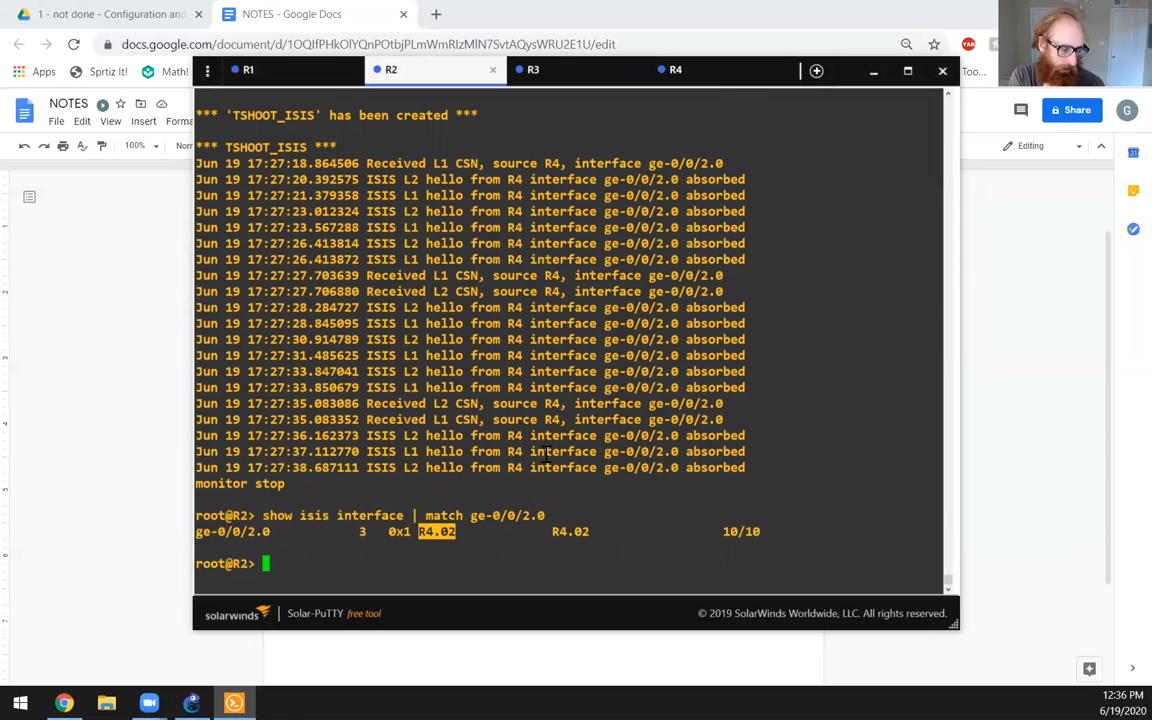 1 - not done - Configuration and
NOTES - Google Docs
docs.google.com/document/d/1OQIfPHkOlYQnPOtbjPLmWmRIzMlN7SvtAQysWRU2E1U/edit
YAB
Apps
Sprtiz It!
Math!
Too...
R1
R2
R3
R4
NOTES
File Edit View Insert Forma
Share
G
100%
Nor
Editing
*** 'TSHOOT_ISIS' has been created ***
*** TSHOOT_ISIS ***
Jun 19 17:27:18.864506 Received L1 CSN, source R4, interface ge-0/0/2.0
Jun 19 17:27:20.392575 ISIS L2 hello from R4 interface ge-0/0/2.0 absorbed
Jun 19 17:27:21.379358 ISIS L1 hello from R4 interface ge-0/0/2.0 absorbed
Jun 19 17:27:23.012324 ISIS L2 hello from R4 interface ge-0/0/2.0 absorbed
Jun 19 17:27:23.567288 ISIS L1 hello from R4 interface ge-0/0/2.0 absorbed
Jun 19 17:27:26.413814 ISIS L2 hello from R4 interface ge-0/0/2.0 absorbed
Jun 19 17:27:26.413872 ISIS L1 hello from R4 interface ge-0/0/2.0 absorbed
Jun 19 17:27:27.703639 Received L1 CSN, source R4, interface ge-0/0/2.0
Jun 19 17:27:27.706880 Received L2 CSN, source R4, interface ge-0/0/2.0
Jun 19 17:27:28.284727 ISIS L2 hello from R4 interface ge-0/0/2.0 absorbed
Jun 19 17:27:28.845095 ISIS L1 hello from R4 interface ge-0/0/2.0 absorbed
Jun 19 17:27:30.914789 ISIS L2 hello from R4 interface ge-0/0/2.0 absorbed
Jun 19 17:27:31.485625 ISIS L1 hello from R4 interface ge-0/0/2.0 absorbed
Jun 19 17:27:33.847041 ISIS L2 hello from R4 interface ge-0/0/2.0 absorbed
Jun 19 17:27:33.850679 ISIS L1 hello from R4 interface ge-0/0/2.0 absorbed
Jun 19 17:27:35.083086 Received L2 CSN, source R4, interface ge-0/0/2.0
Jun 19 17:27:35.083352 Received L1 CSN, source R4, interface ge-0/0/2.0
Jun 19 17:27:36.162373 ISIS L2 hello from R4 interface ge-0/0/2.0 absorbed
Jun 19 17:27:37.112770 ISIS L1 hello from R4 interface ge-0/0/2.0 absorbed
Jun 19 17:27:38.687111 ISIS L2 hello from R4 interface ge-0/0/2.0 absorbed
monitor stop
root@R2> show isis interface | match ge-0/0/2.0
ge-0/0/2.0 3 0x1 R4.02 R4.02 10/10
root@R2>
solarwinds | Solar-PuTTY free tool © 2019 SolarWinds Worldwide, LLC. All rights reserved.
12:36 PM
6/19/2020